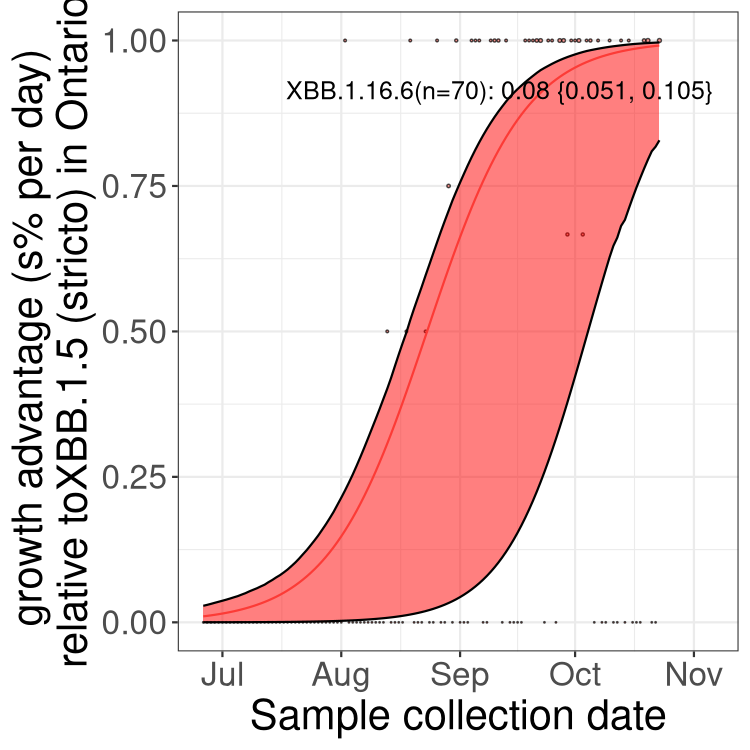 growth advantage (s% per day)
relative toXBB.1.5 (stricto) in Ontario
1.00
0.75
0.50
0.25
0.00
XBB.1.16.6(n=70): 0.08 {0.051, 0.105}
Jul Aug Sep Oct Nov
Sample collection date